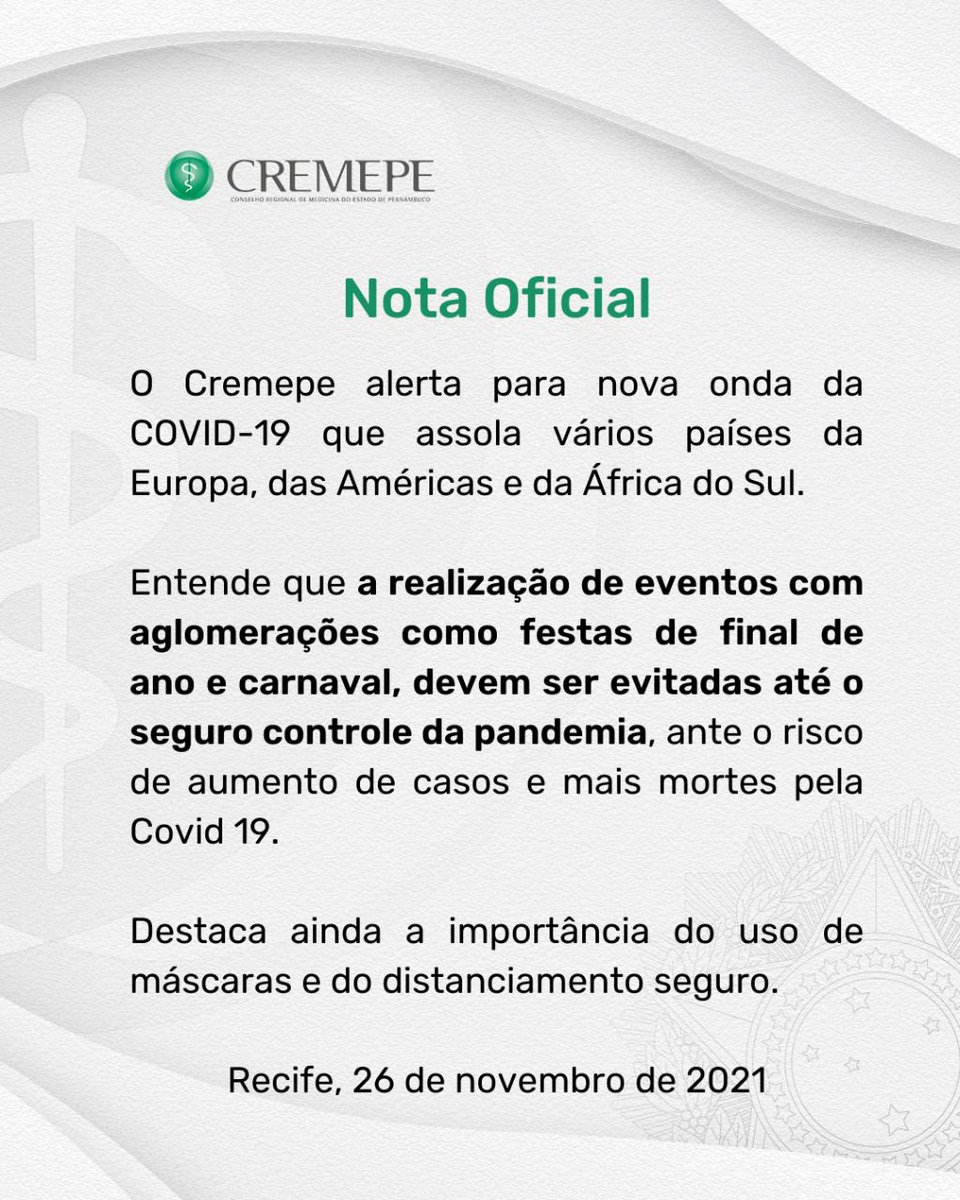 CREMEPE
CONSELHO REGIONAL DE MEDICINA DO ESTADO DE PERNAMBUCO
Nota Oficial
O Cremepe alerta para nova onda da
COVID-19 que assola vários países da
Europa, das Américas e da África do Sul.
Entende que a realização de eventos com
aglomerações como festas de final de
ano e carnaval, devem ser evitadas até o
seguro controle da pandemia, ante o risco
de aumento de casos e mais mortes pela
Covid 19.
Destaca ainda a importância do uso de
máscaras e do distanciamento seguro.
Recife, 26 de novembro de 2021